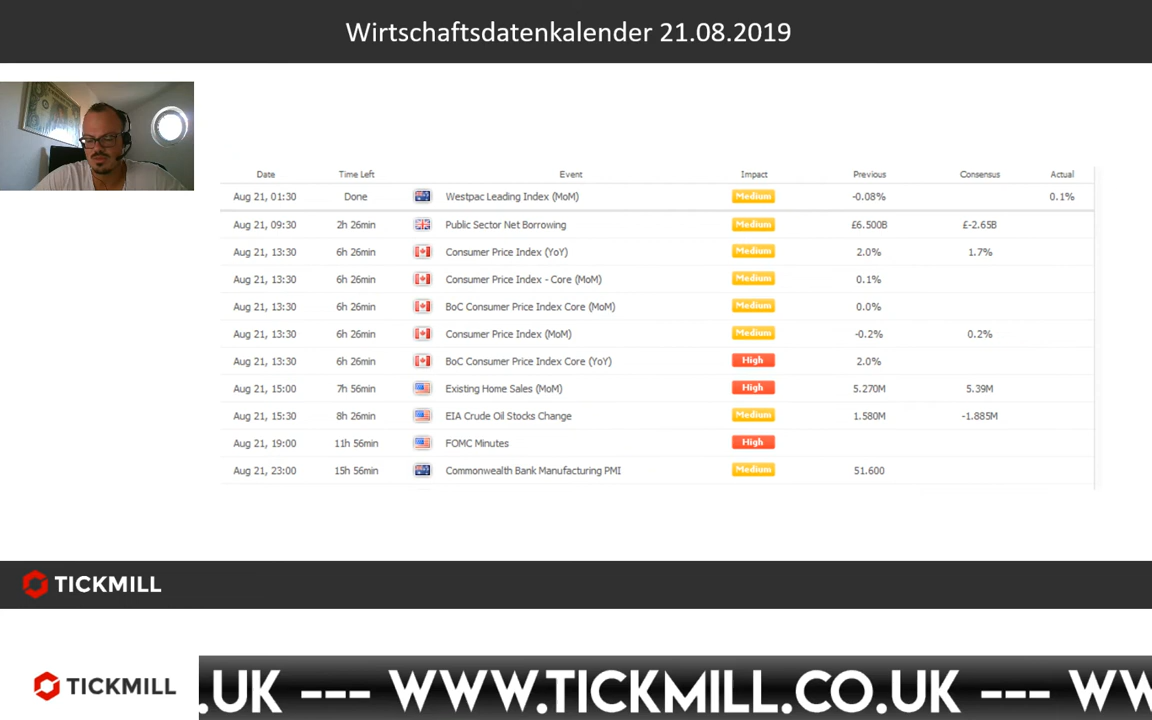 Wirtschaftsdatenkalender 21.08.2019
Date Time Left Event Impact Previous Consensus Actual
Aug 21, 01:30 Done Westpac Leading Index (MoM) Medium -0.08% 0.1%
Aug 21, 09:30 2h 26min Public Sector Net Borrowing Medium £6.500B £-2.65B
Aug 21, 13:30 6h 26min Consumer Price Index (YoY) Medium 2.0% 1.7%
Aug 21, 13:30 6h 26min Consumer Price Index - Core (MoM) Medium 0.1%
Aug 21, 13:30 6h 26min BoC Consumer Price Index Core (MoM) Medium 0.0%
Aug 21, 13:30 6h 26min Consumer Price Index (MoM) Medium -0.2% 0.2%
Aug 21, 13:30 6h 26min BoC Consumer Price Index Core (YoY) High 2.0%
Aug 21, 15:00 7h 56min Existing Home Sales (MoM) High 5.270M 5.39M
Aug 21, 15:30 8h 26min EIA Crude Oil Stocks Change Medium 1.580M -1.885M
Aug 21, 19:00 11h 56min FOMC Minutes High
Aug 21, 23:00 15h 56min Commonwealth Bank Manufacturing PMI Medium 51.600
TICKMILL
TICKMILL .UK --- WWW.TICKMILL.CO.UK --- WW